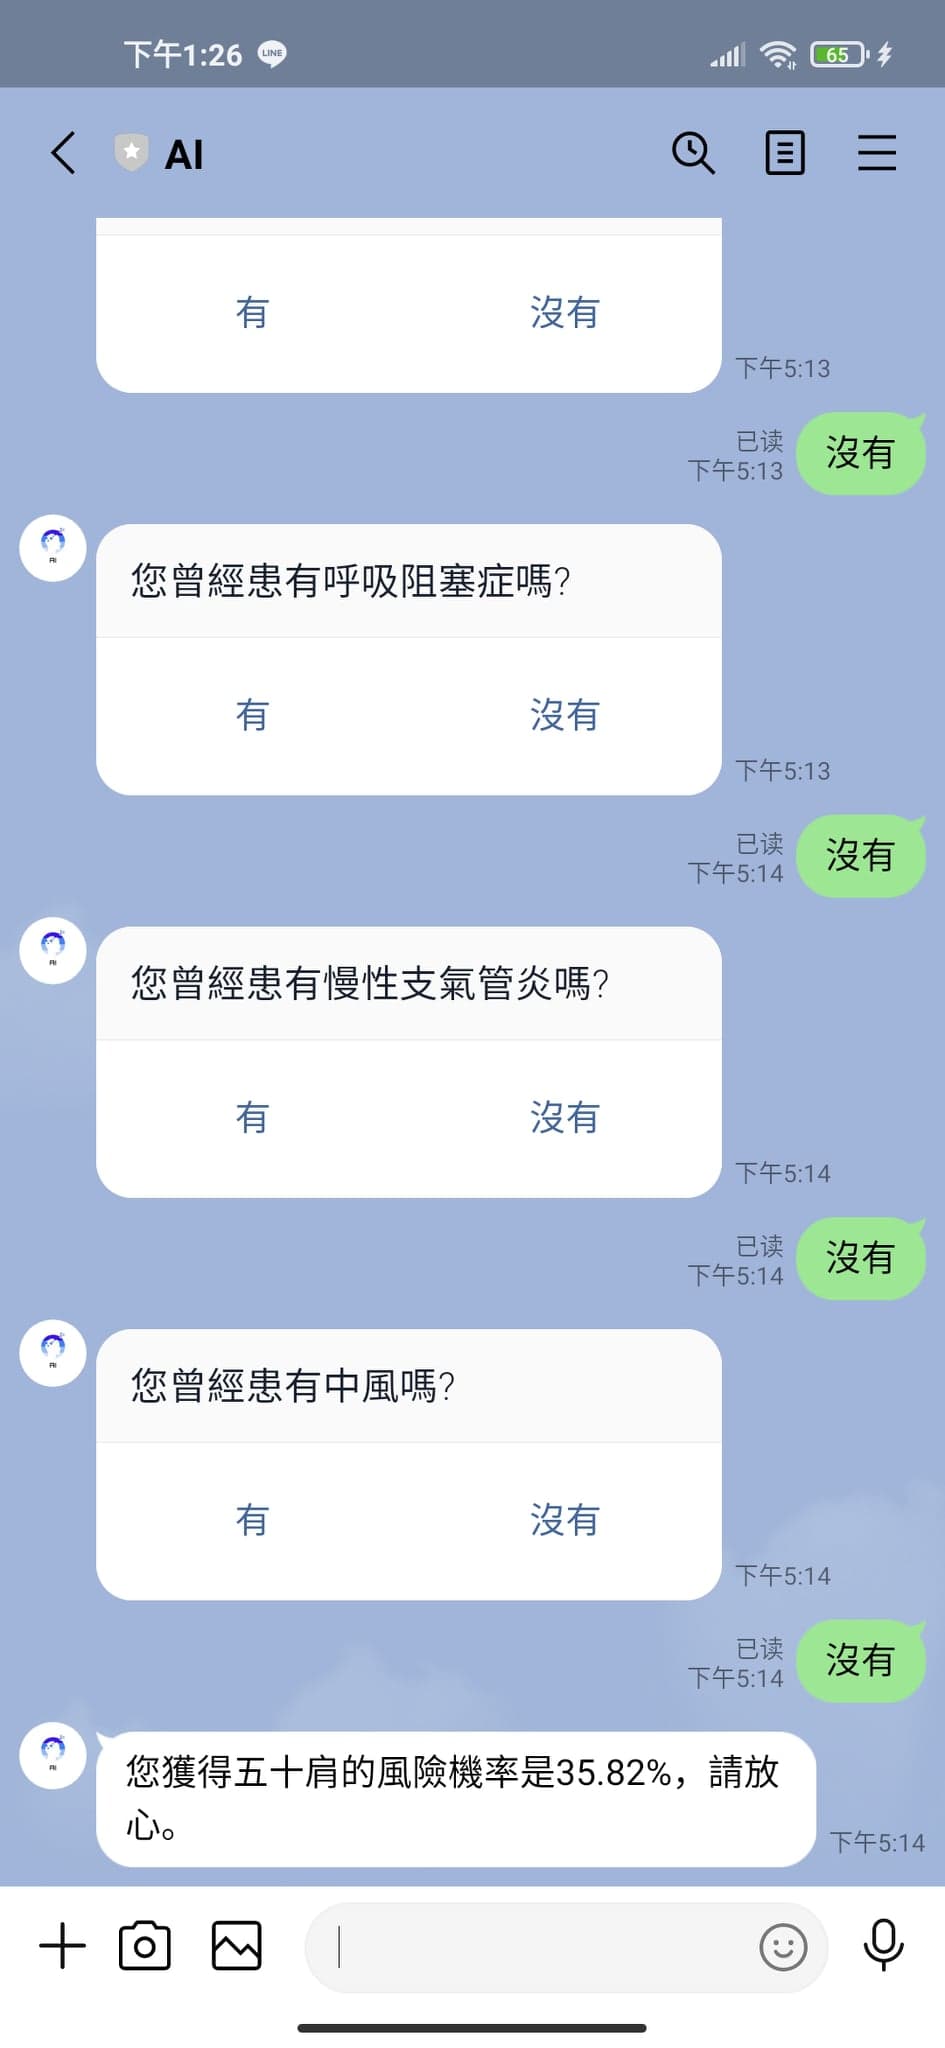 下午1:26 LINE 65
AI
有 沒有
下午5:13
已读
下午5:13
沒有
您曾經患有呼吸阻塞症嗎?
有 沒有
下午5:13
已读
下午5:14
沒有
您曾經患有慢性支氣管炎嗎?
有 沒有
下午5:14
已读
下午5:14
沒有
您曾經患有中風嗎?
有 沒有
下午5:14
已读
下午5:14
沒有
您獲得五十肩的風險機率是35.82%，請放
心。
下午5:14